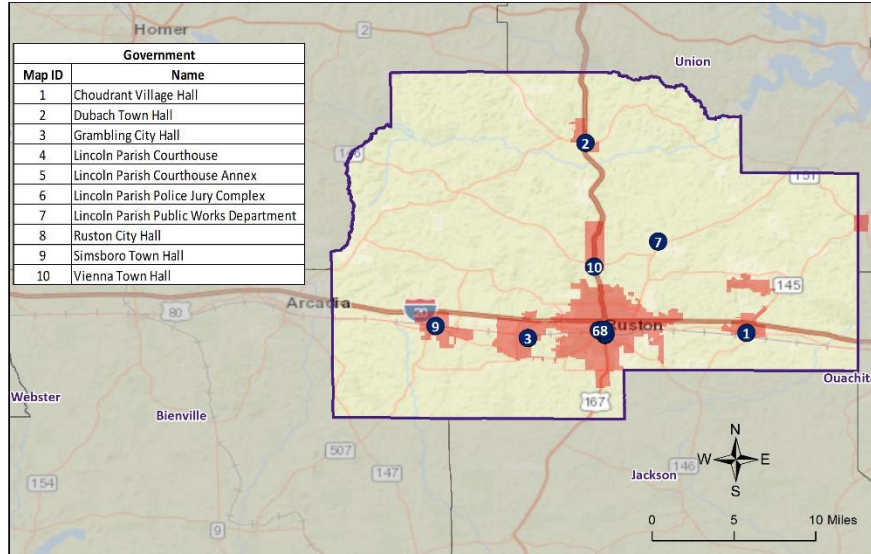 Homer
2
Union
Government
Map ID Name
1 Choudrant Village Hall
2 Dubach Town Hall
3 Grambling City Hall
4 Lincoln Parish Courthouse
5 Lincoln Parish Courthouse Annex
6 Lincoln Parish Police Jury Complex
7 Lincoln Parish Public Works Department
8 Ruston City Hall
9 Simsboro Town Hall
10 Vienna Town Hall
2
146
151
7
10
145
Arcadia
80
20
9
3
68
Ruston
1
Ouachita
Webster
Bienville
167
507
147
146
Jackson
154
9
N
W E
S
0 5 10 Miles